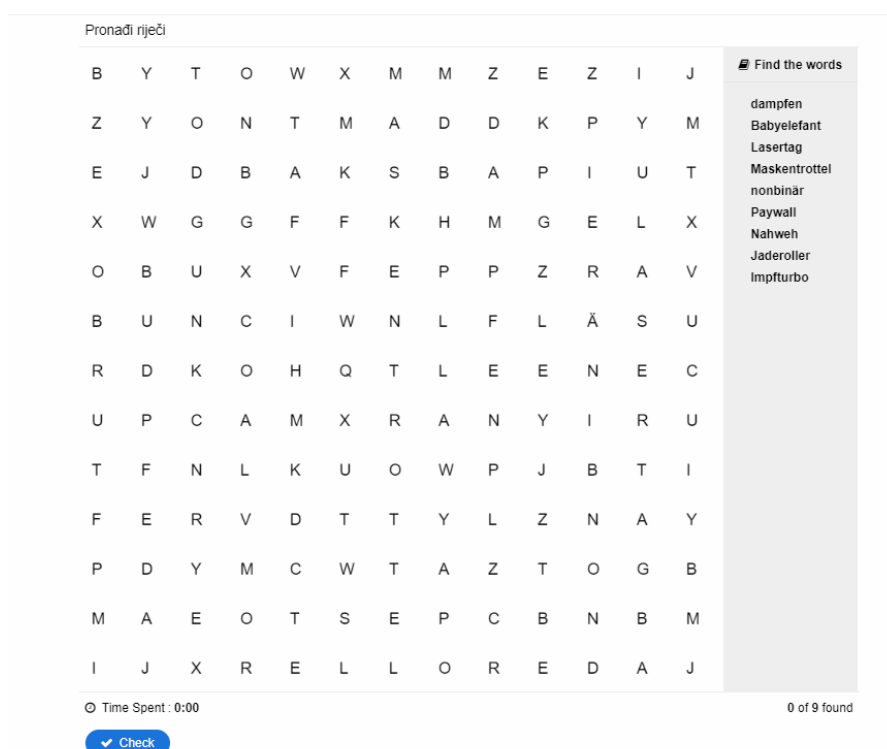 Pronađi riječi
B Y T O W X M M Z E Z I J
Z Y O N T M A D D K P Y M
E J D B A K S B A P I U T
X W G G F F K H M G E L X
O B U X V F E P P Z R A V
B U N C I W N L F L Ä S U
R D K O H Q T L E E N E C
U P C A M X R A N Y I R U
T F N L K U O W P J B T I
F E R V D T T Y L Z N A Y
P D Y M C W T A Z T O G B
M A E O T S E P C B N B M
I J X R E L L O R E D A J
Find the words
dampfen
Babyelefant
Lasertag
Maskentrottel
nonbinär
Paywall
Nahweh
Jaderoller
Impfturbo
Time Spent : 0:00
0 of 9 found
Check